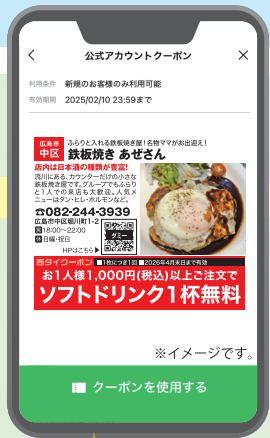 公式アカウントクーポン
利用条件 新規のお客様のみ利用可能
有効期間 2025/02/10 23:59まで
広島市
中区
ふらりと入れる鉄板焼き屋!名物ママがお出迎え!
鉄板焼き あぜさん
店内は日本酒の種類が豊富!
流川にある、カウンターだけの小さな
鉄板焼き屋です。グループでもふらり
と1人での来店も大歓迎。人気メ
ニューはタン・ヒレ・ホルモンなど。
☎082-244-3939
広島市中区堀川町1-2
営18:00~22:00
休日曜・祝日
HPはこちら▶
ダミー
西タイクーポン ■1枚につき1回 ■2026年4月末日まで有効
お1人様1,000円(税込)以上ご注文で
ソフトドリンク1杯無料
※イメージです。
クーポンを使用する